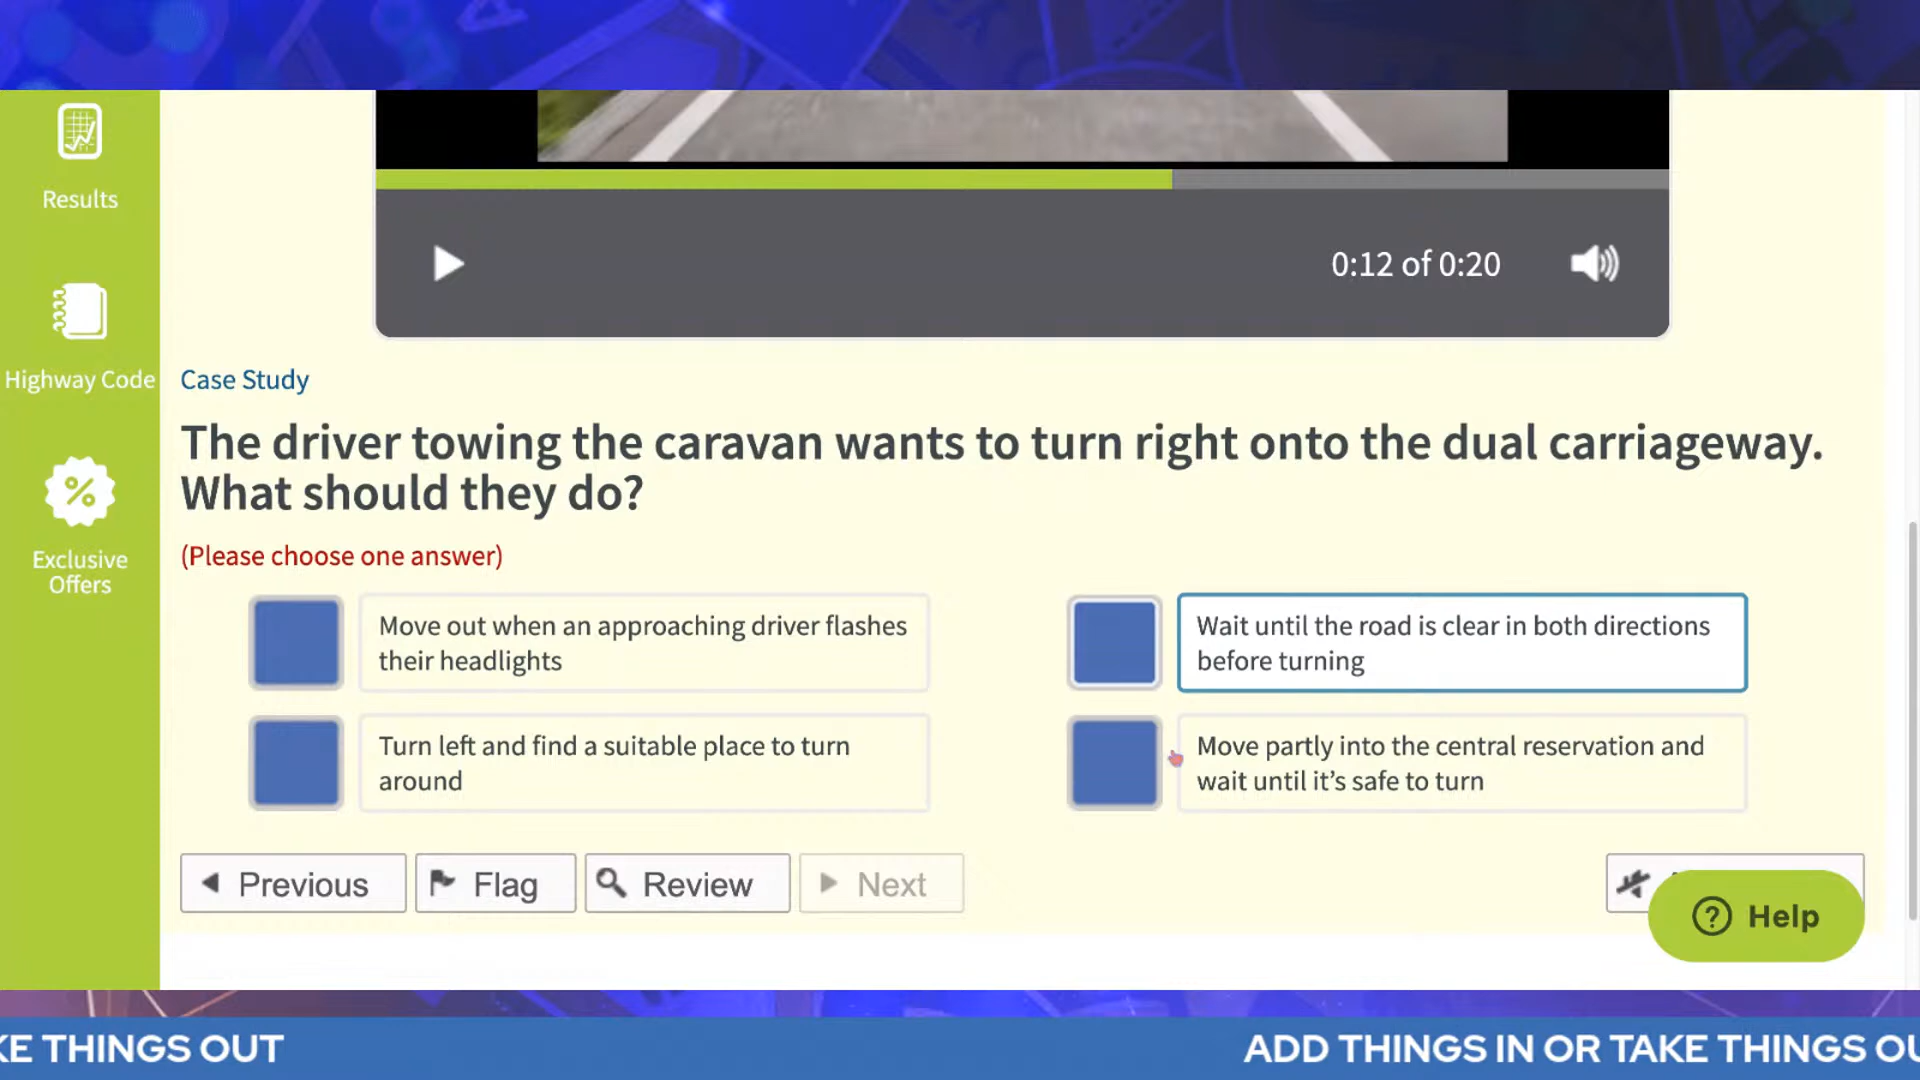 Results
Highway Code
Exclusive
Offers
0:12 of 0:20
Case Study
The driver towing the caravan wants to turn right onto the dual carriageway.
What should they do?
(Please choose one answer)
Move out when an approaching driver flashes
their headlights
Wait until the road is clear in both directions
before turning
Turn left and find a suitable place to turn
around
Move partly into the central reservation and
wait until it's safe to turn
Previous
Flag
Review
Next
Help
KE THINGS OUT
ADD THINGS IN OR TAKE THINGS OU